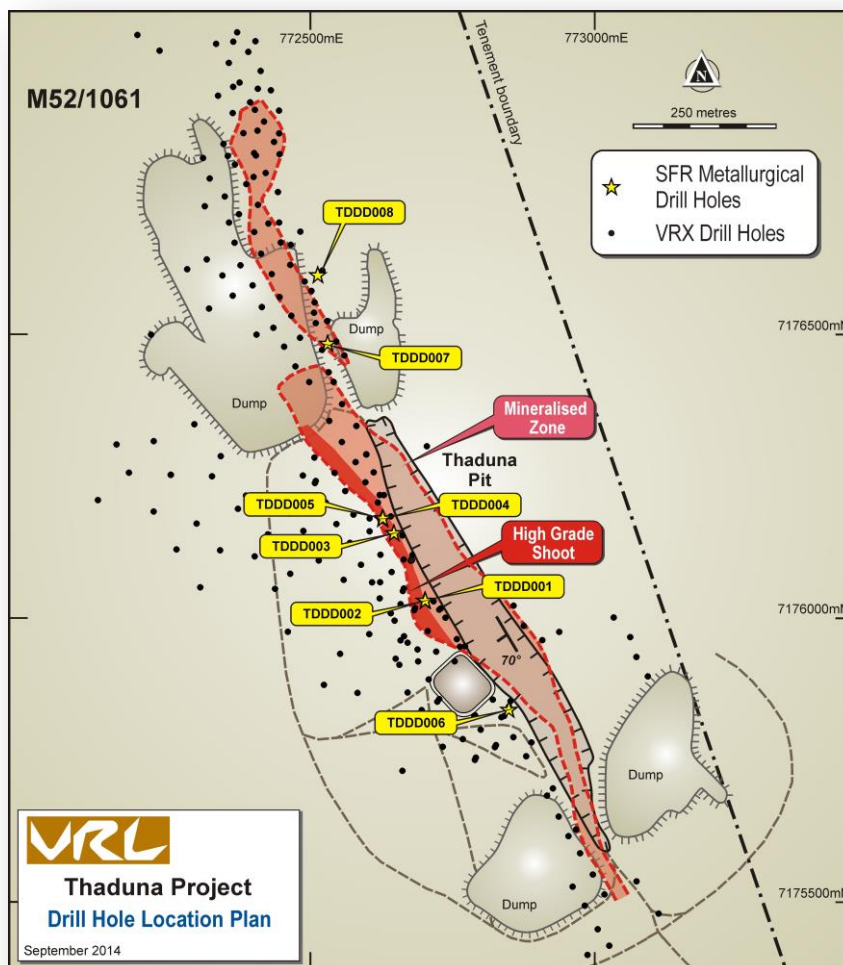 772500mE
773000mE
M52/1061
Tenement boundary
N
250 metres
SFR Metallurgical
Drill Holes
VRX Drill Holes
TDDD008
7176500mN
TDDD007
Dump
Dump
Mineralised
Zone
Thaduna
Pit
TDDD005
TDDD004
TDDD003
High Grade
Shoot
TDDD001
TDDD002
7176000mN
70°
TDDD006
Dump
Dump
7175500mN
VRL
Thaduna Project
Drill Hole Location Plan
September 2014